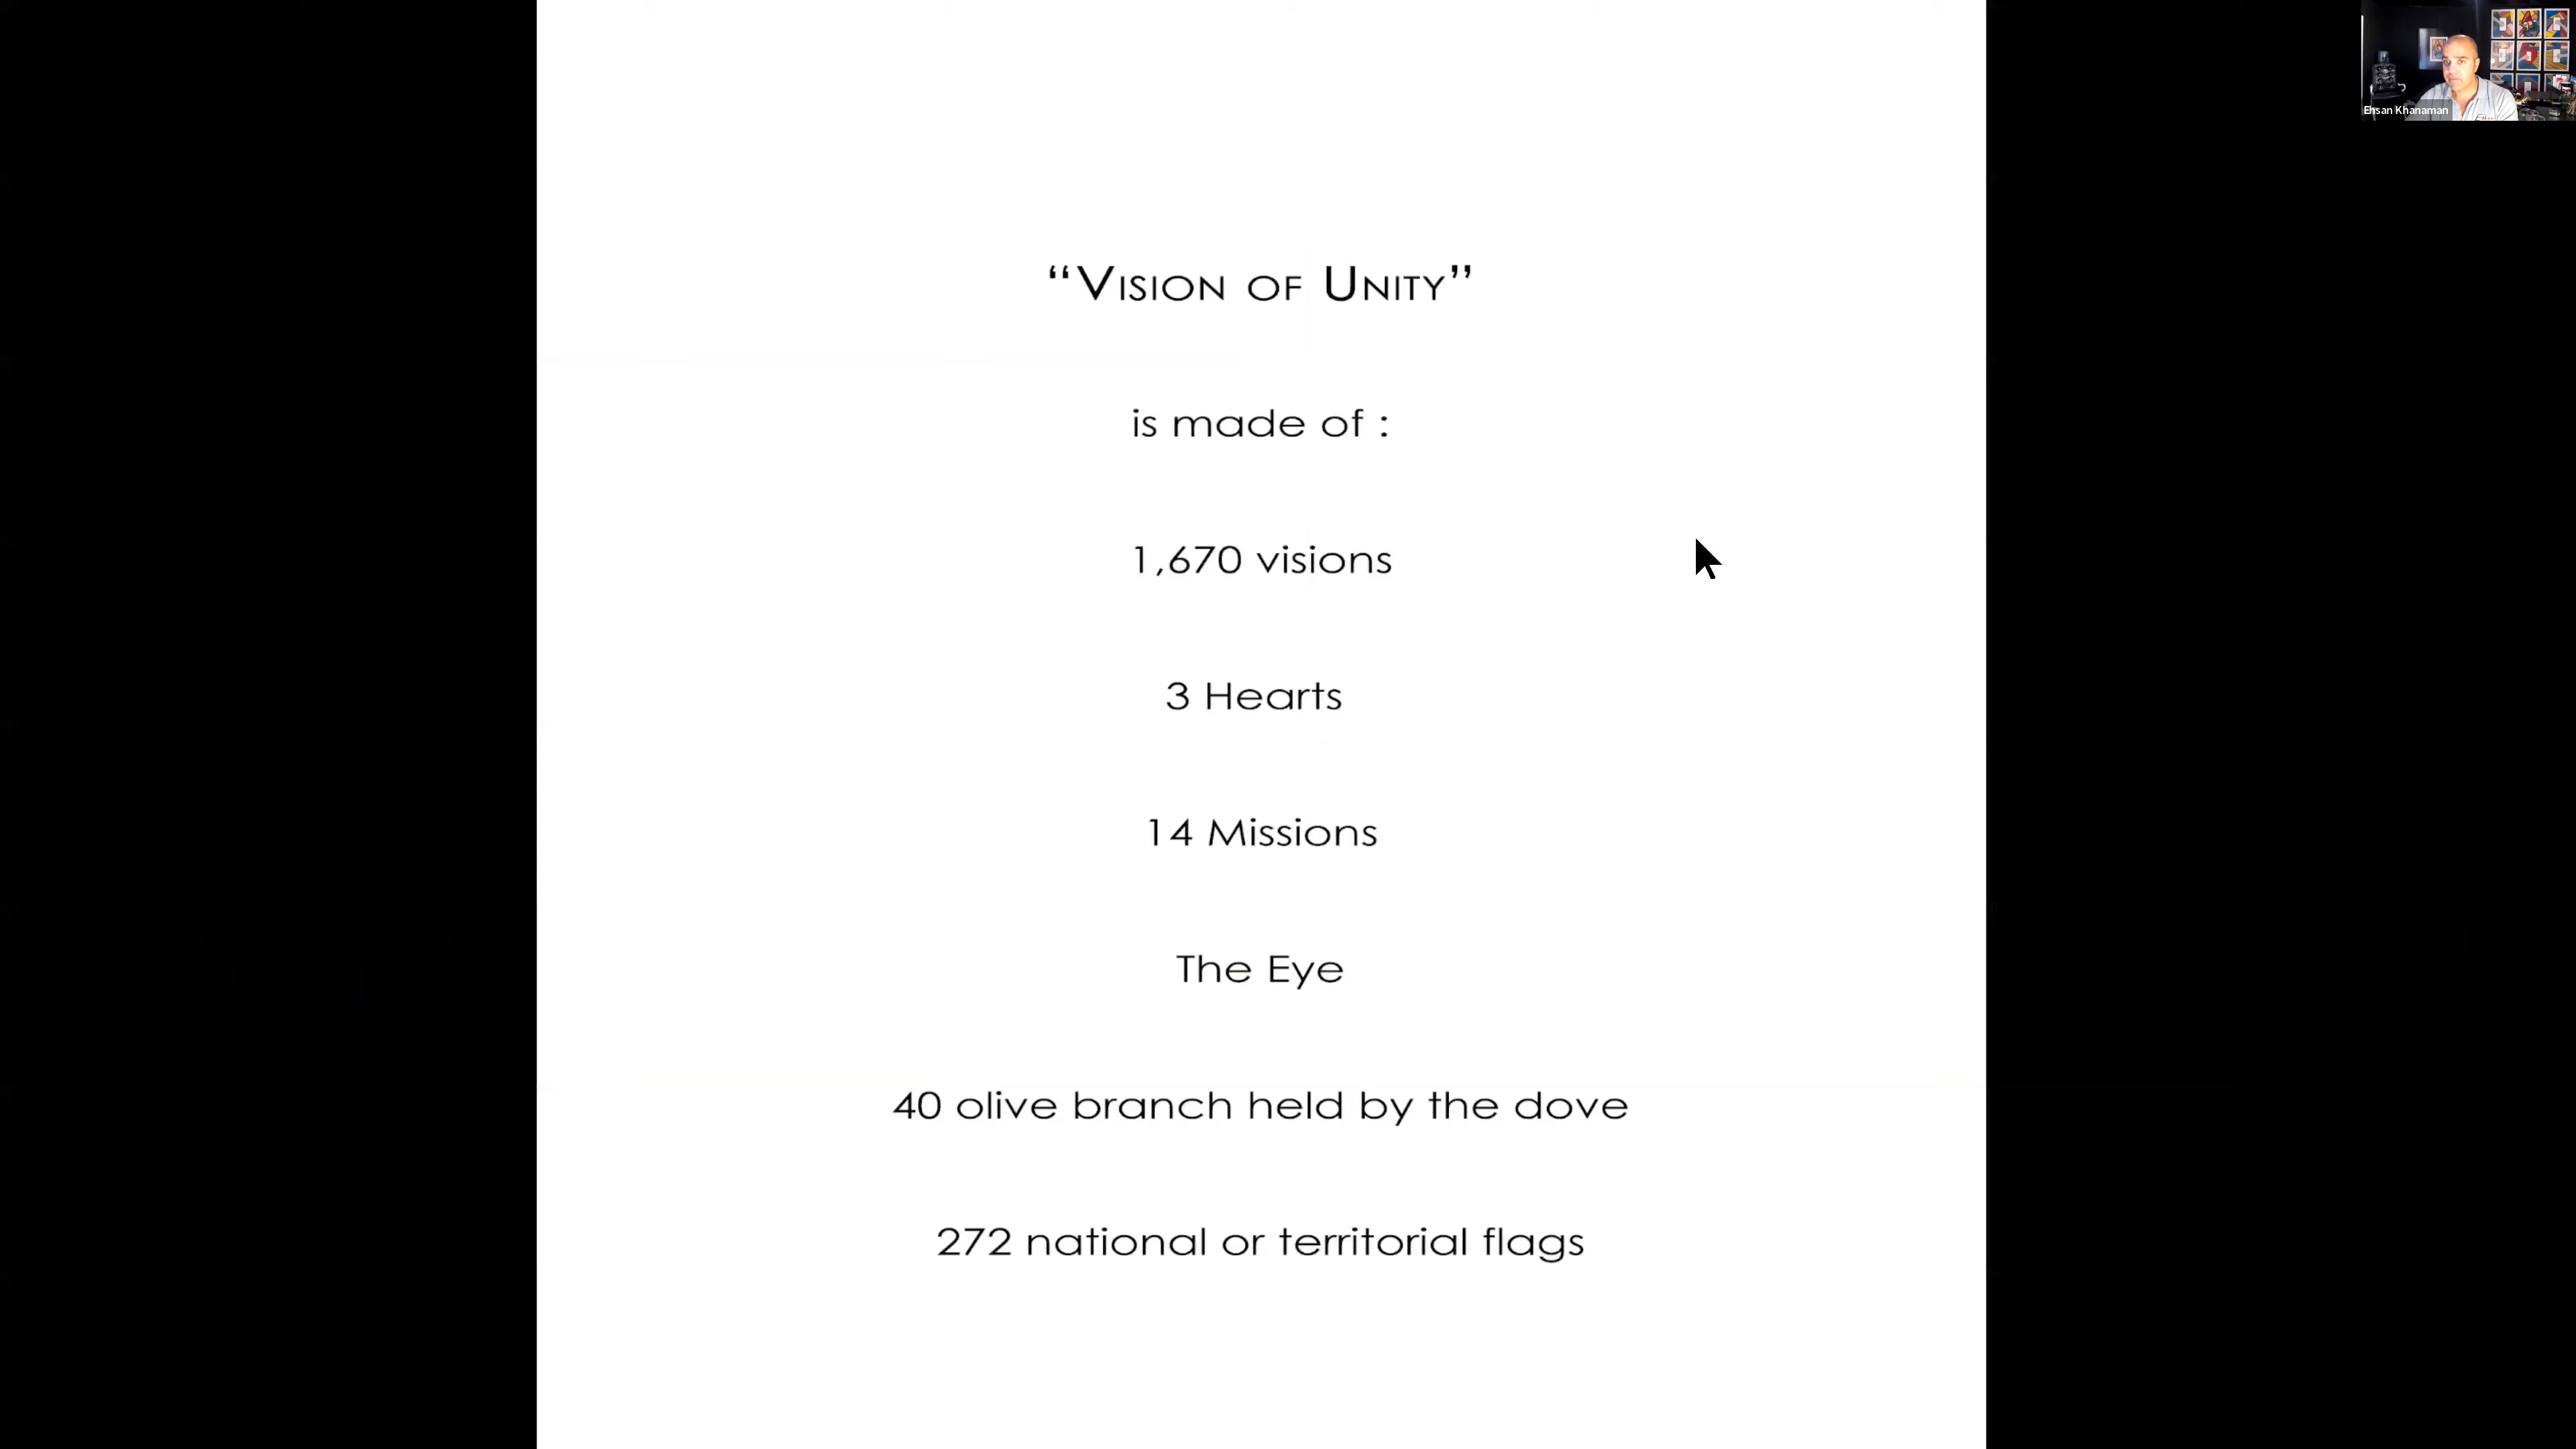 Ehsan Khanaman
“Vision of Unity”
is made of :
1,670 visions
3 Hearts
14 Missions
The Eye
40 olive branch held by the dove
272 national or territorial flags